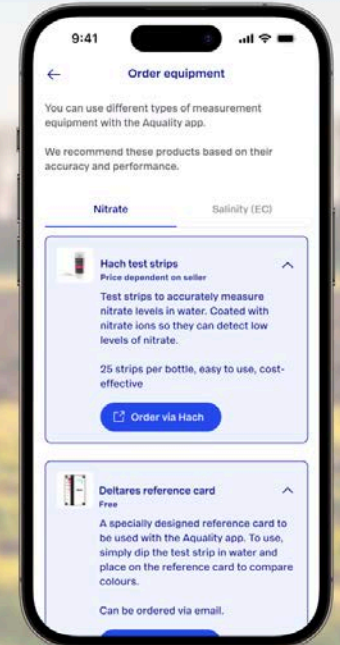 9:41
Order equipment
You can use different types of measurement
equipment with the Aquality app.
We recommend these products based on their
accuracy and performance.
Nitrate
Salinity (EC)
Hach test strips
Price dependent on seller
Test strips to accurately measure
nitrate levels in water. Coated with
nitrate ions so they can detect low
levels of nitrate.
25 strips per bottle, easy to use, cost-
effective
Order via Hach
Deltares reference card
Free
A specially designed reference card to
be used with the Aquality app. To use,
simply dip the test strip in water and
place on the reference card to compare
colours.
Can be ordered via email.